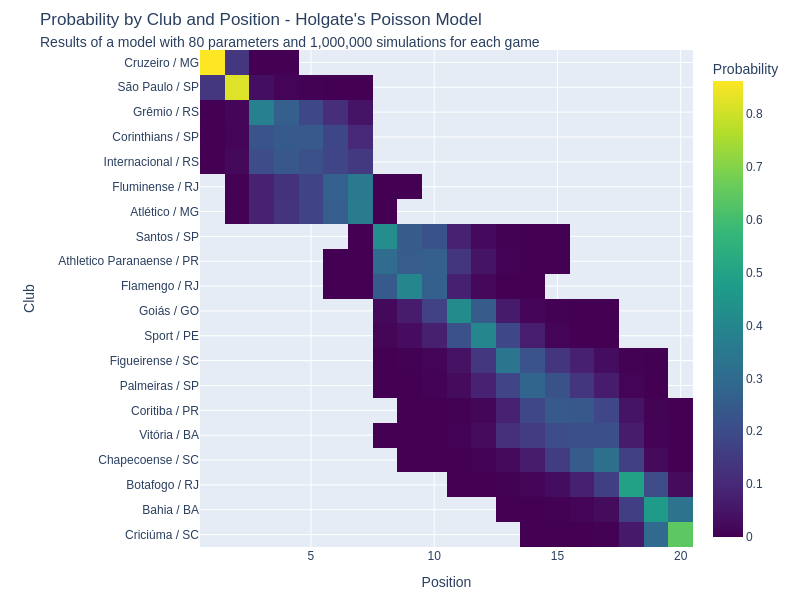 Probability by Club and Position - Holgate's Poisson Model
Results of a model with 80 parameters and 1,000,000 simulations for each game
Cruzeiro / MG
São Paulo / SP
Grêmio / RS
Corinthians / SP
Internacional / RS
Fluminense / RJ
Atlético / MG
Santos / SP
Athletico Paranaense / PR
Flamengo / RJ
Goiás / GO
Sport / PE
Figueirense / SC
Palmeiras / SP
Coritiba / PR
Vitória / BA
Chapecoense / SC
Botafogo / RJ
Bahia / BA
Criciúma / SC
Club
5
10
15
20
Position
Probability
0.8
0.7
0.6
0.5
0.4
0.3
0.2
0.1
0